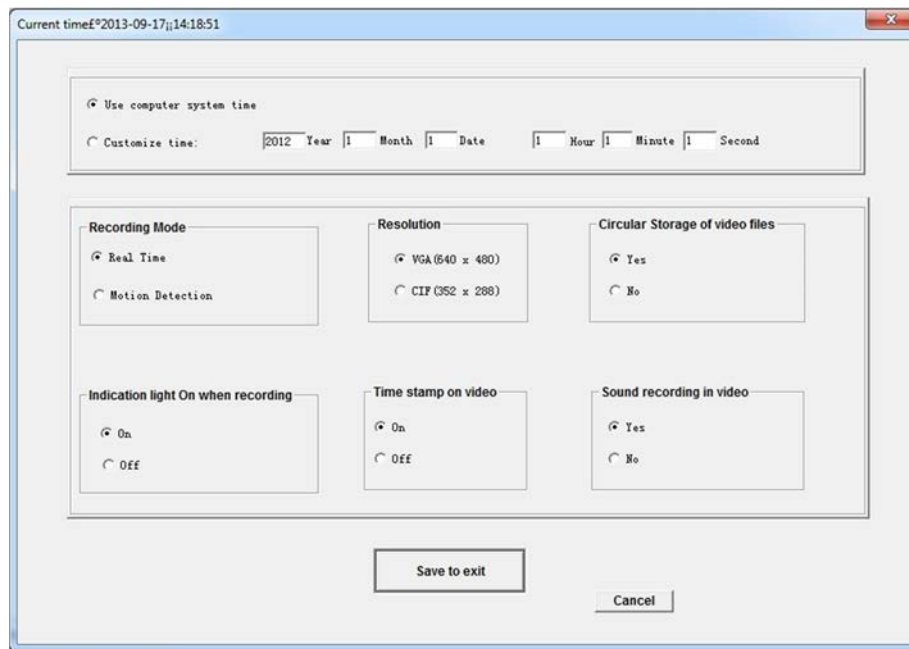 Current time£º2013-09-17¡¡14:18:51
Use computer system time
Customize time: 2012 Year 1 Month 1 Date 1 Hour 1 Minute 1 Second
Recording Mode Resolution Circular Storage of video files
Real Time VGA(640 x 480) Yes
Motion Detection CIF(352 x 288) No
Indication light On when recording Time stamp on video Sound recording in video
On On Yes
Off Off No
Save to exit
Cancel